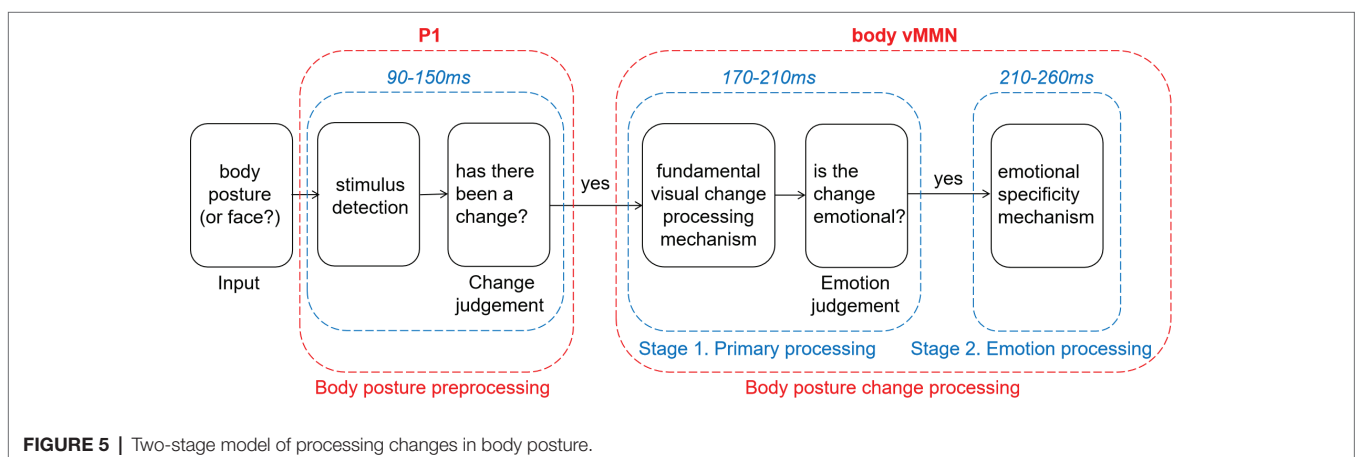 P1
body vMMN
90-150ms
170-210ms
210-260ms
body
posture
(or face?)
Input
stimulus
detection
has there
been a
change?
Change
judgement
yes
fundamental
visual change
processing
mechanism
is the
change
emotional?
Emotion
judgement
yes
emotional
specificity
mechanism
Stage 1. Primary processing
Stage 2. Emotion processing
Body posture preprocessing
Body posture change processing
FIGURE 5 | Two-stage model of processing changes in body posture.